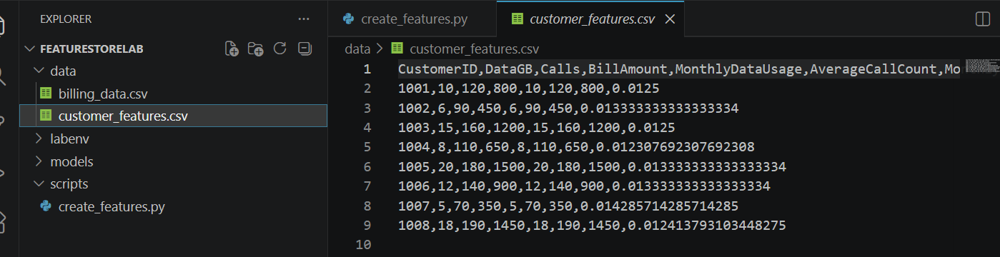 EXPLORER
FEATURESTORELAB
data
billing_data.csv
customer_features.csv
labenv
models
scripts
create_features.py
create_features.py
customer_features.csv
data > customer_features.csv
1 CustomerID,DataGB,Calls,BillAmount,MonthlyDataUsage,AverageCallCount,Mo
2 1001,10,120,800,10,120,800,0.0125
3 1002,6,90,450,6,90,450,0.013333333333333334
4 1003,15,160,1200,15,160,1200,0.0125
5 1004,8,110,650,8,110,650,0.012307692307692308
6 1005,20,180,1500,20,180,1500,0.013333333333333334
7 1006,12,140,900,12,140,900,0.013333333333333334
8 1007,5,70,350,5,70,350,0.014285714285714285
9 1008,18,190,1450,18,190,1450,0.012413793103448275
10